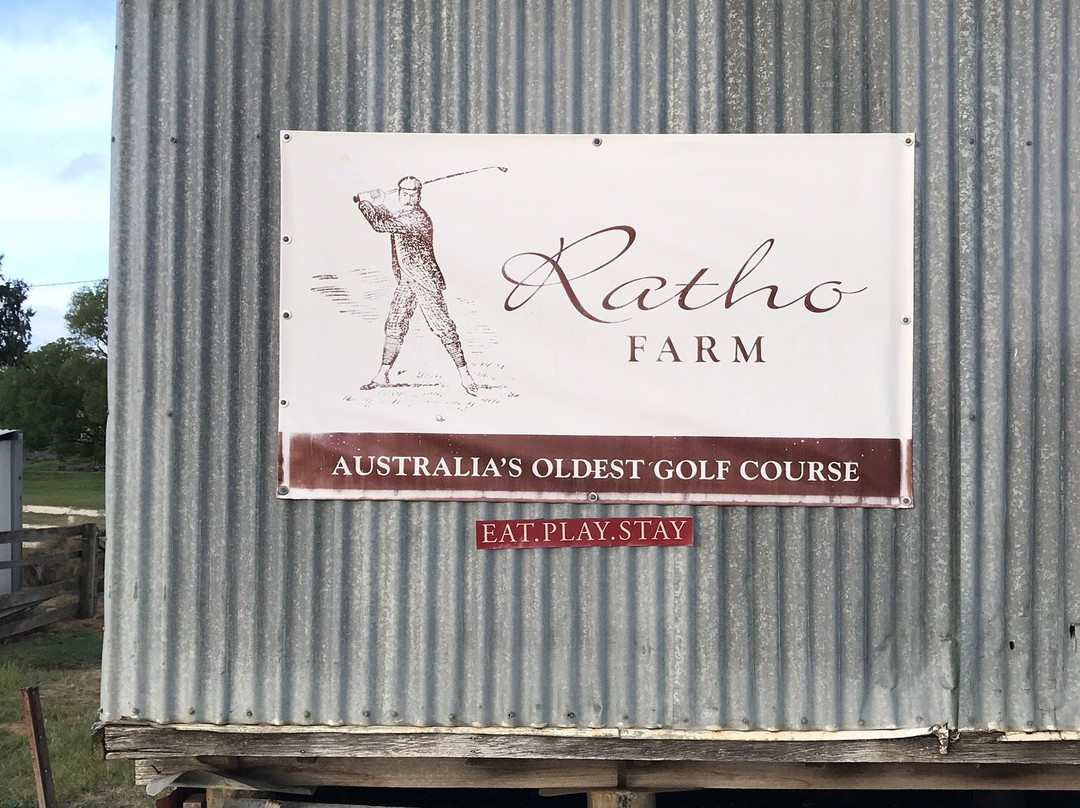 Ratho
FARM
AUSTRALIA'S OLDEST GOLF COURSE
EAT.PLAY.STAY